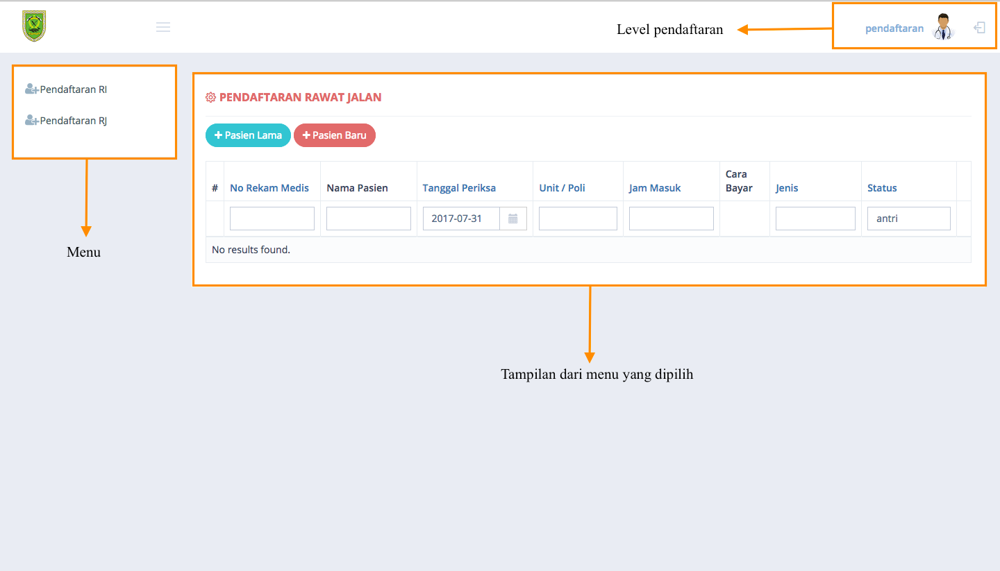 Level pendaftaran
pendaftaran
Pendaftaran RI
Pendaftaran RJ
Menu
PENDAFTARAN RAWAT JALAN
+ Pasien Lama
+ Pasien Baru
# No Rekam Medis Nama Pasien Tanggal Periksa Unit / Poli Jam Masuk Cara Bayar Jenis Status
2017-07-31 antri
No results found.
Tampilan dari menu yang dipilih